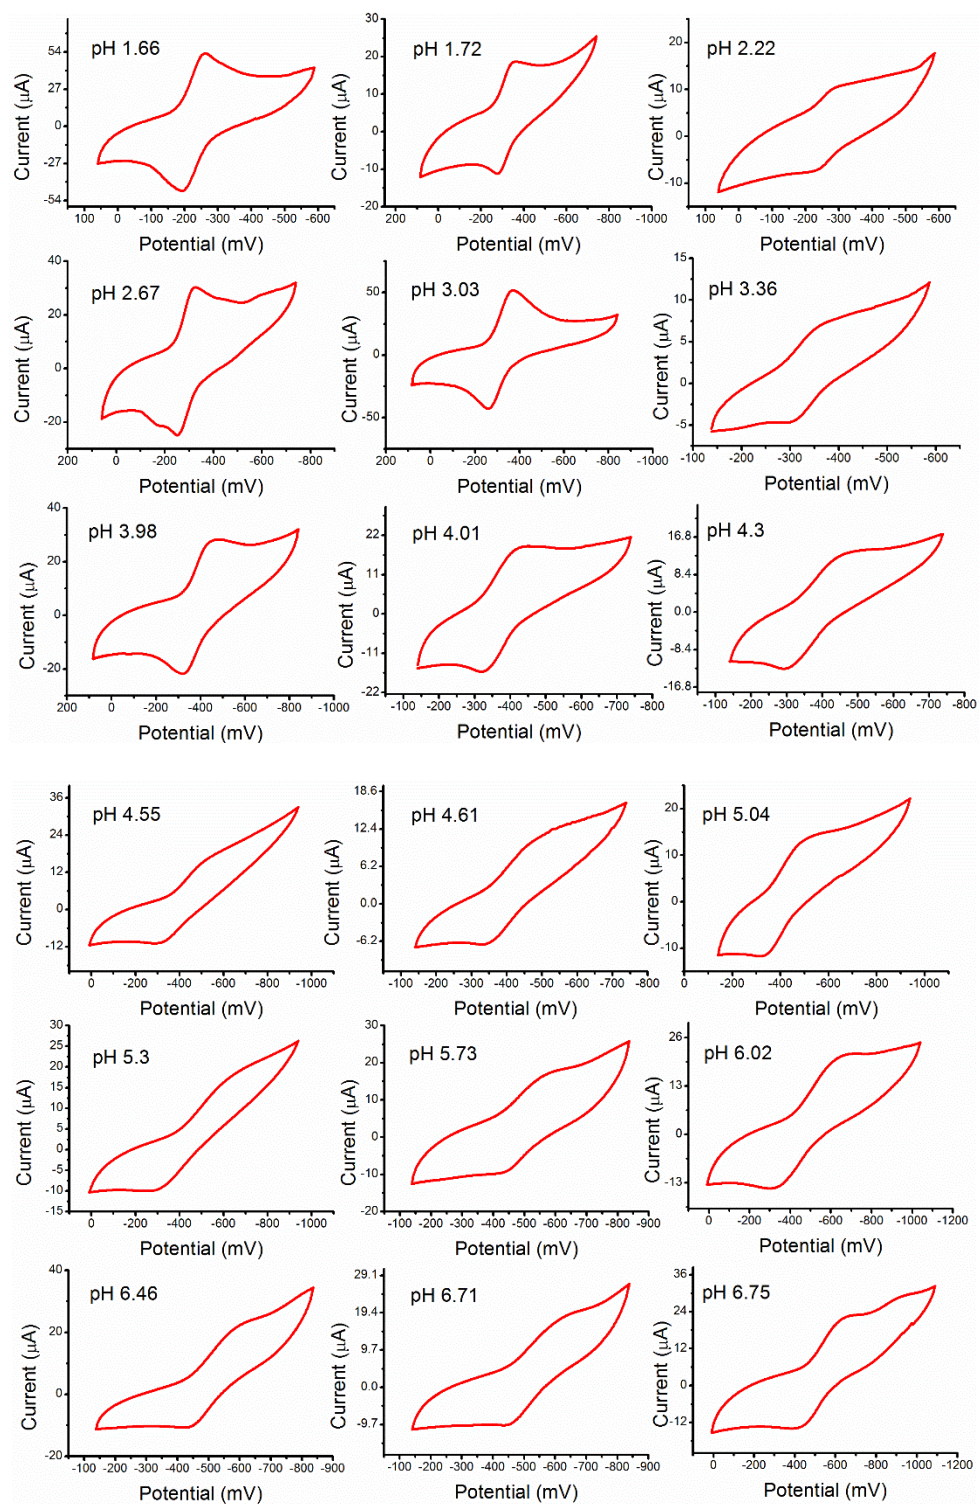 pH 1.66
54
27
0
-27
-54
100 0 -100 -200 -300 -400 -500 -600
Current (μA)
Potential (mV)
pH 1.72
30
20
10
0
-10
-20
200 0 -200 -400 -600 -800 -1000
Current (μA)
Potential (mV)
pH 2.22
20
10
0
-10
100 0 -100 -200 -300 -400 -500 -600
Current (μA)
Potential (mV)
pH 2.67
40
20
0
-20
200 0 -200 -400 -600 -800
Current (μA)
Potential (mV)
pH 3.03
50
0
-50
200 0 -200 -400 -600 -800 -1000
Current (μA)
Potential (mV)
pH 3.36
15
10
5
0
-5
-100 -200 -300 -400 -500 -600
Current (μA)
Potential (mV)
pH 3.98
40
20
0
-20
200 0 -200 -400 -600 -800 -1000
Current (μA)
Potential (mV)
pH 4.01
22
11
0
-11
-22
-100 -200 -300 -400 -500 -600 -700 -800
Current (μA)
Potential (mV)
pH 4.3
16.8
8.4
0.0
-8.4
-16.8
-100 -200 -300 -400 -500 -600 -700 -800
Current (μA)
Potential (mV)
pH 4.55
36
24
12
0
-12
0 -200 -400 -600 -800 -1000
Current (μA)
Potential (mV)
pH 4.61
18.6
12.4
6.2
0.0
-6.2
-100 -200 -300 -400 -500 -600 -700 -800
Current (μA)
Potential (mV)
pH 5.04
20
10
0
-10
0 -200 -400 -600 -800 -1000
Current (μA)
Potential (mV)
pH 5.3
30
25
20
15
10
5
0
-5
-10
-15
0 -200 -400 -600 -800 -1000
Current (μA)
Potential (mV)
pH 5.73
30
20
10
0
-10
-20
-100 -200 -300 -400 -500 -600 -700 -800 -900
Current (μA)
Potential (mV)
pH 6.02
26
13
0
-13
0 -200 -400 -600 -800 -1000 -1200
Current (μA)
Potential (mV)
pH 6.46
40
20
0
-20
-100 -200 -300 -400 -500 -600 -700 -800 -900
Current (μA)
Potential (mV)
pH 6.71
29.1
19.4
9.7
0.0
-9.7
-100 -200 -300 -400 -500 -600 -700 -800 -900
Current (μA)
Potential (mV)
pH 6.75
36
24
12
0
-12
0 -200 -400 -600 -800 -1000 -1200
Current (μA)
Potential (mV)